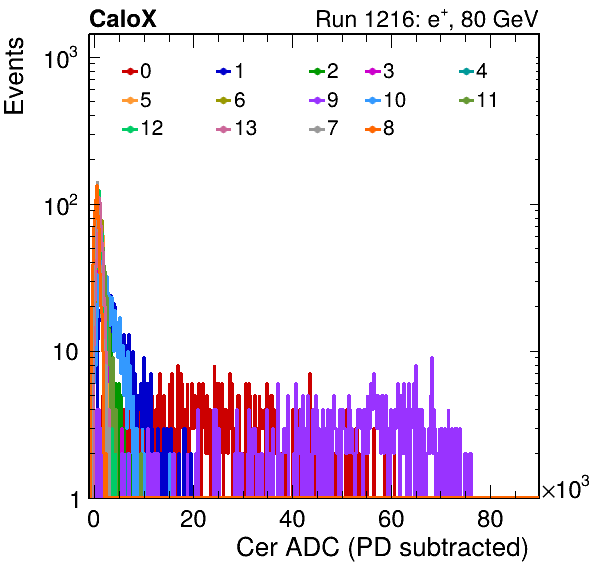 CaloX Run 1216: e⁺, 80 GeV
Events
10³
0 1 2 3 4
5 6 9 10 11
12 13 7 8
10²
10
1
0 20 40 60 80 ×10³
Cer ADC (PD subtracted)